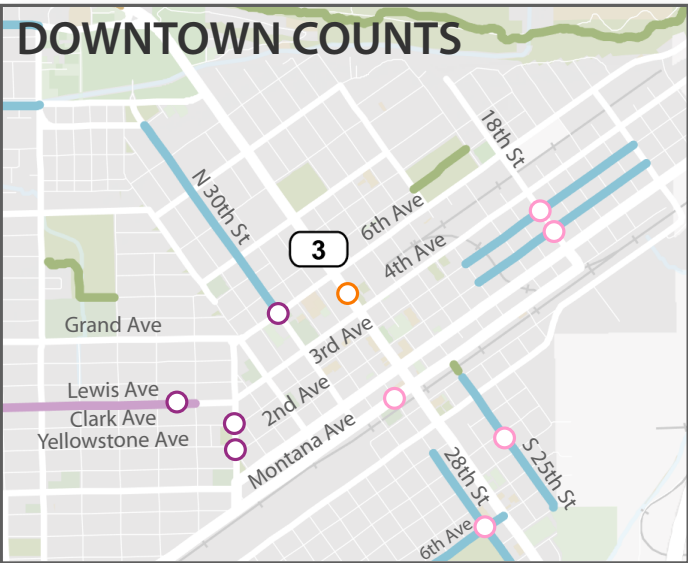 DOWNTOWN COUNTS
18th St
N 30th St
6th Ave
3
4th Ave
Grand Ave
3rd Ave
Lewis Ave
2nd Ave
Clark Ave
Yellowstone Ave
Montana Ave
28th St
S 25th St
6th Ave